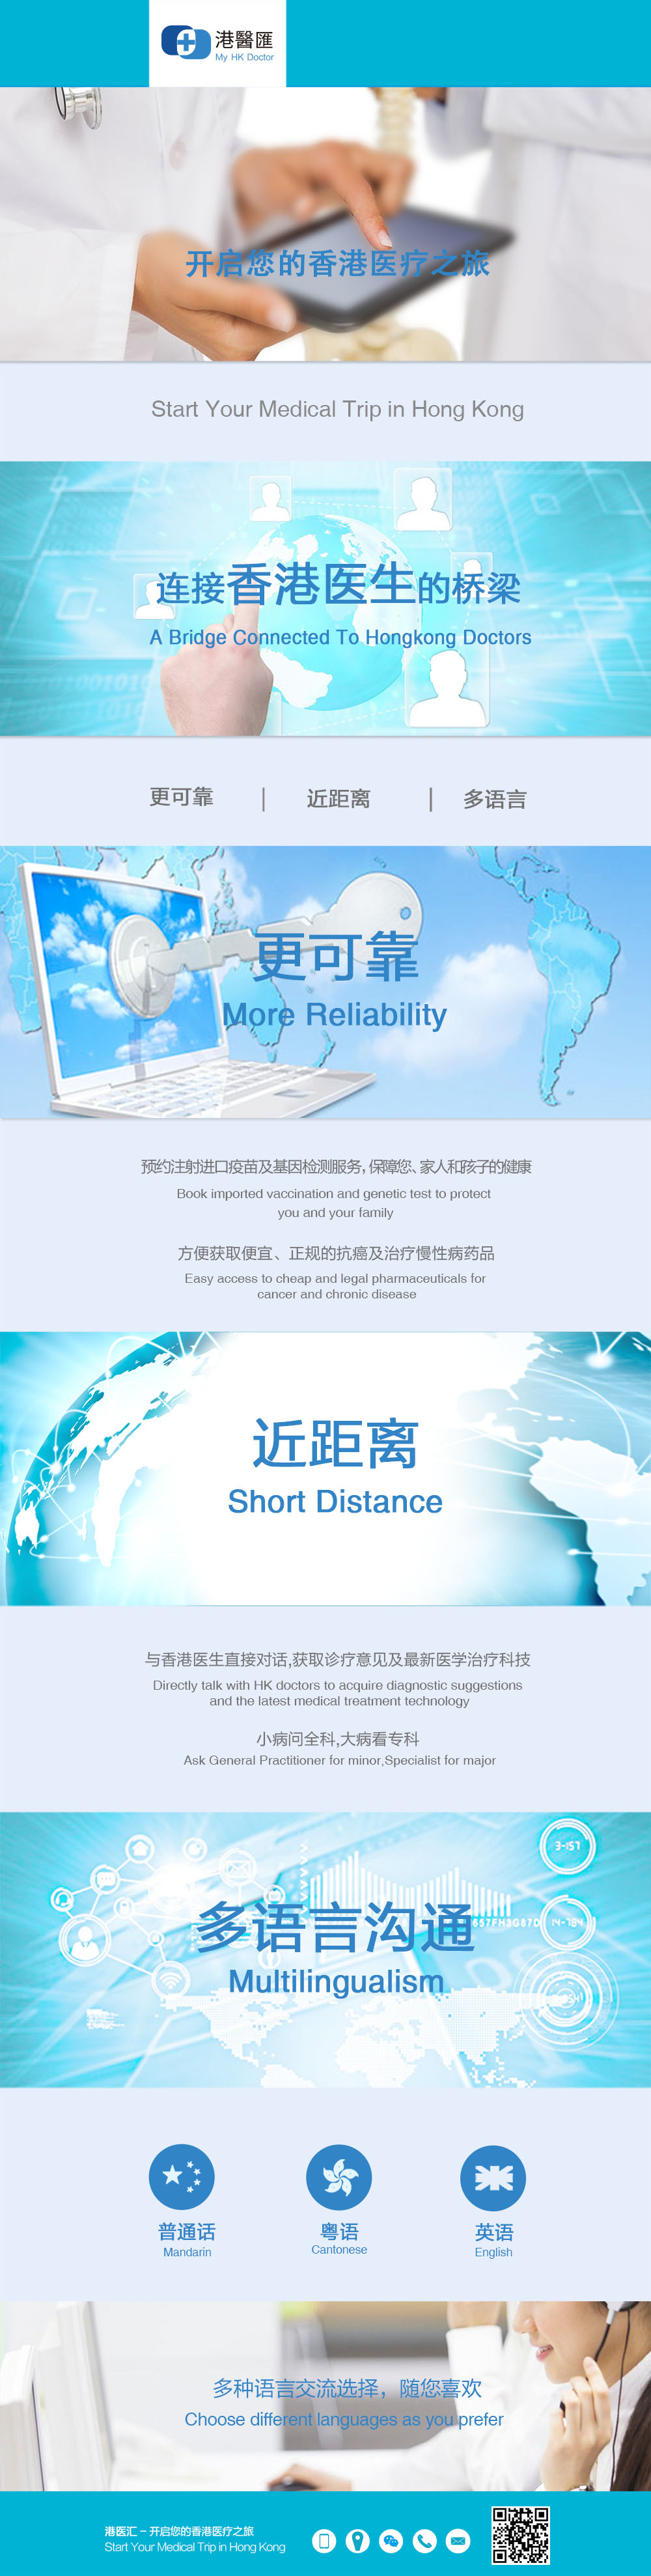 港醫匯
My HK Doctor
开启您的香港医疗之旅
Start Your Medical Trip in Hong Kong
连接香港医生的桥梁
A Bridge Connected To Hongkong Doctors
更可靠 | 近距离 | 多语言
更可靠
More Reliability
预约注射进口疫苗及基因检测服务，保障您、家人和孩子的健康
Book imported vaccination and genetic test to protect
you and your family
方便获取便宜、正规的抗癌及治疗慢性病药品
Easy access to cheap and legal pharmaceuticals for
cancer and chronic disease
近距离
Short Distance
与香港医生直接对话,获取诊疗意见及最新医学治疗科技
Directly talk with HK doctors to acquire diagnostic suggestions
and the latest medical treatment technology
小病问全科,大病看专科
Ask General Practitioner for minor,Specialist for major
3-157
多语言沟通
14-784
Multilingualism
普通话 粤语 英语
Mandarin Cantonese English
多种语言交流选择，随您喜欢
Choose different languages as you prefer
港医汇－开启您的香港医疗之旅
Start Your Medical Trip in Hong Kong